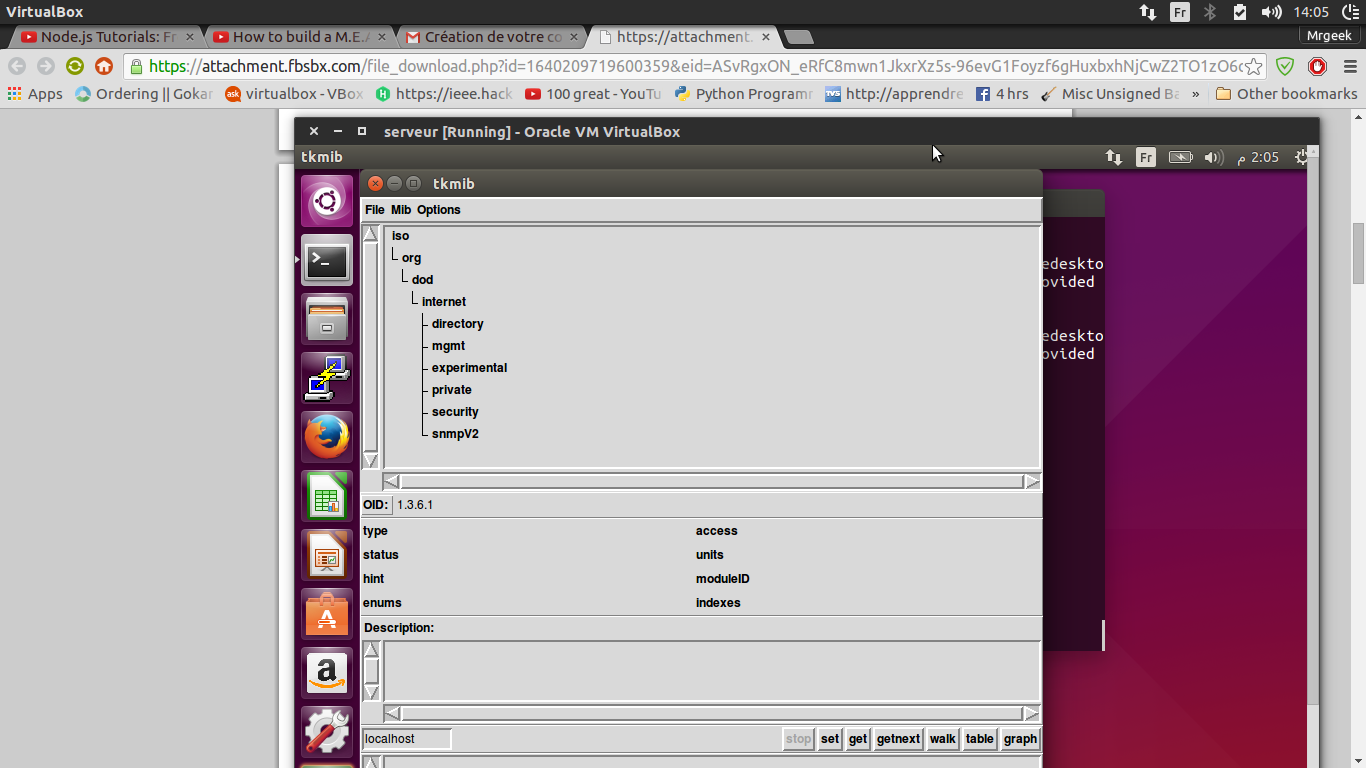 VirtualBox Fr 14:05
Node.js Tutorials: Fr How to build a M.E.A Création de votre co https://attachment. Mrgeek
https://attachment.fbsbx.com/file_download.php?id=1640209719600359&eid=ASvRgxON_eRfC8mwn1JkxrXz5s-96evG1Foyzf6gHuxbxhNjCwZ2TO1zO6c
Apps Ordering || Gokar ask virtualbox - VBox https://ieee.hack 100 great - YouTu Python Programm TVS http://apprendre 4 hrs Misc Unsigned Ba » Other bookmarks
serveur [Running] - Oracle VM VirtualBox
tkmib Fr 2:05 م
tkmib
File Mib Options
iso
org
edeskto
dod
ovided
internet
directory
edeskto
mgmt
ovided
experimental
private
security
snmpV2
OID: 1.3.6.1
type access
status units
hint moduleID
enums indexes
Description:
localhost stop set get getnext walk table graph